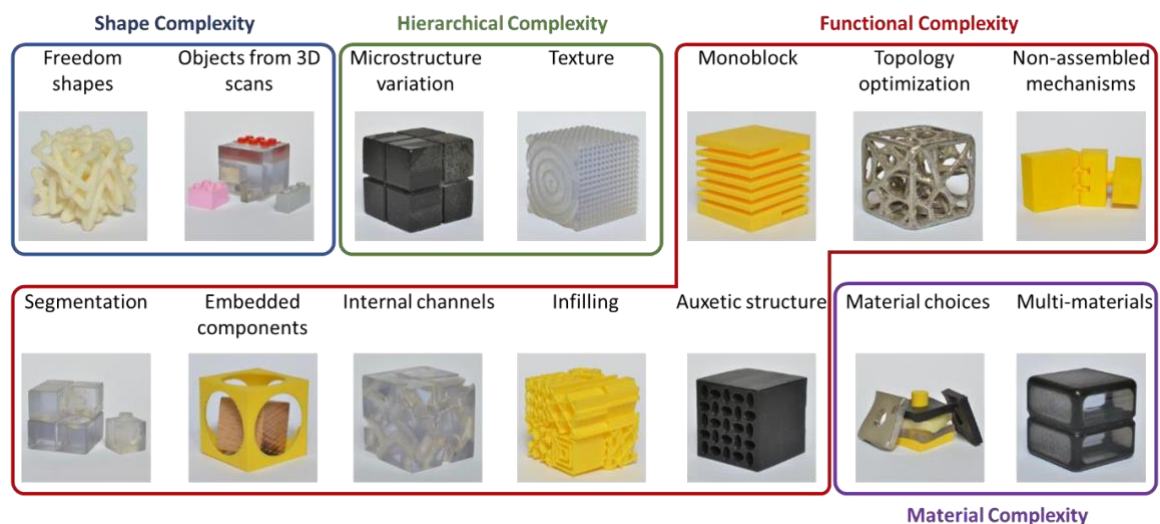 Shape Complexity
Hierarchical Complexity
Functional Complexity
Freedom
shapes
Objects from 3D
scans
Microstructure
variation
Texture
Monoblock
Topology
optimization
Non-assembled
mechanisms
Segmentation
Embedded
components
Internal channels
Infilling
Auxetic structure
Material choices
Multi-materials
Material Complexity